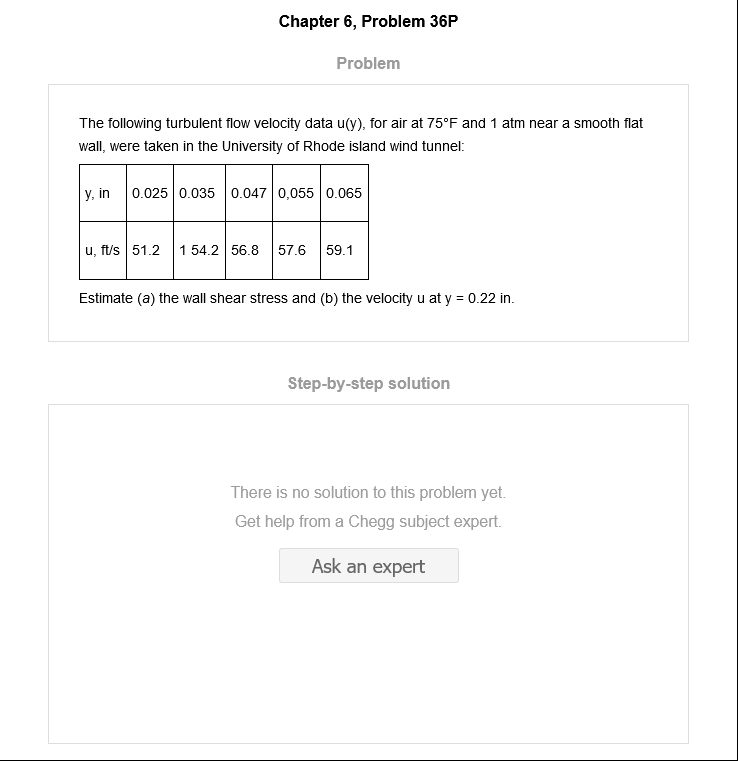 Chapter 6, Problem 36P
Problem
The following turbulent flow velocity data u(y), for air at 75°F and 1 atm near a smooth flat
wall, were taken in the University of Rhode island wind tunnel:
y, in 0.025 0.035 0.047 0,055 0.065
u, ft/s 51.2 1 54.2 56.8 57.6 59.1
Estimate (a) the wall shear stress and (b) the velocity u at y = 0.22 in.
Step-by-step solution
There is no solution to this problem yet.
Get help from a Chegg subject expert.
Ask an expert